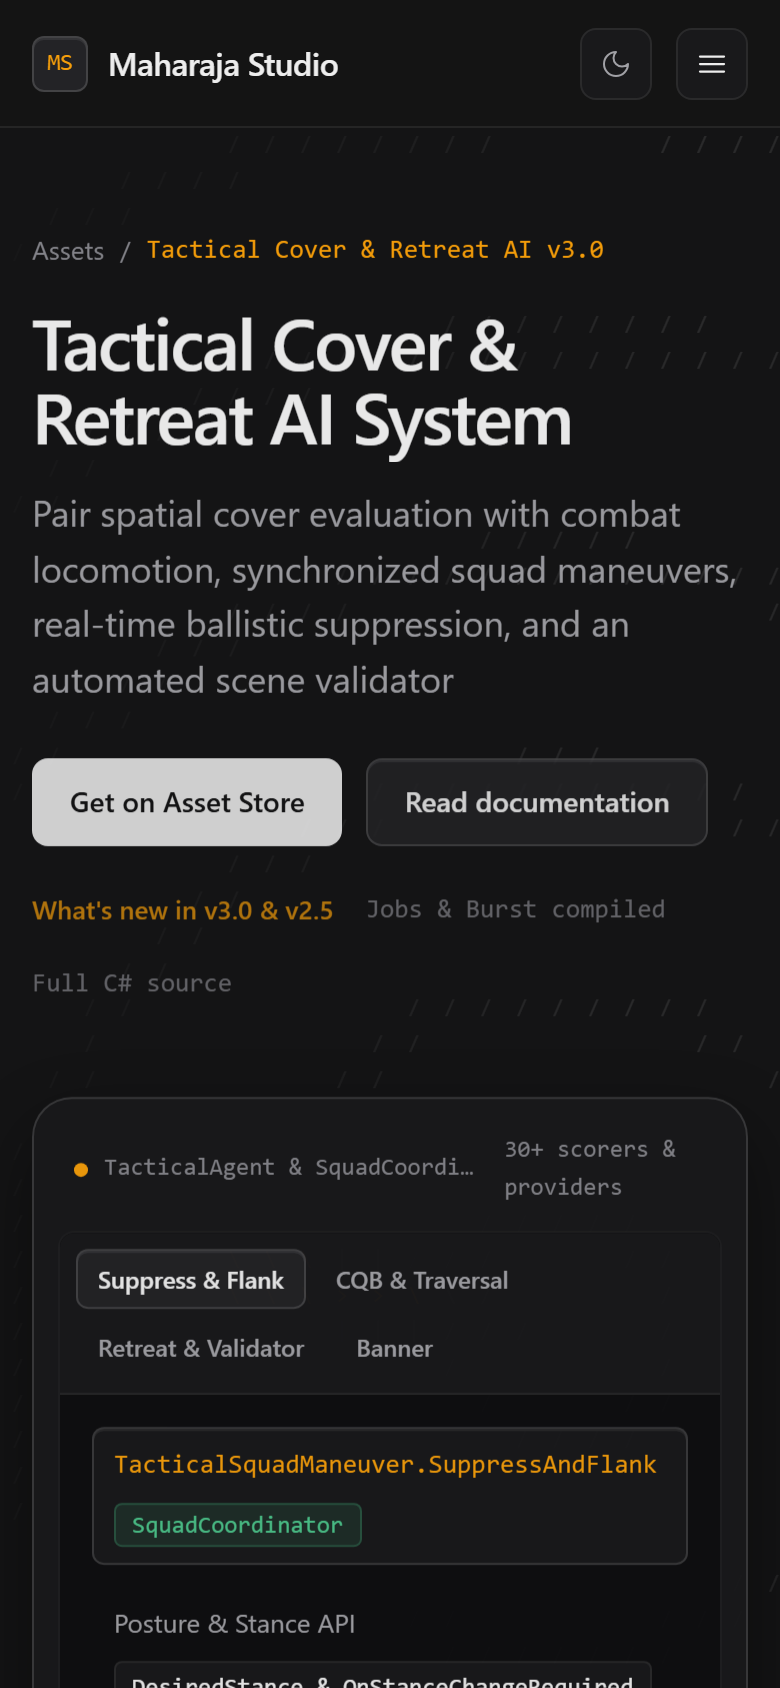 MS Maharaja Studio
Assets / Tactical Cover & Retreat AI v3.0
Tactical Cover &
Retreat AI System
Pair spatial cover evaluation with combat
locomotion, synchronized squad maneuvers,
real-time ballistic suppression, and an
automated scene validator
Get on Asset Store Read documentation
What's new in v3.0 & v2.5 Jobs & Burst compiled
Full C# source
TacticalAgent & SquadCoordi… 30+ scorers &
providers
Suppress & Flank CQB & Traversal
Retreat & Validator Banner
TacticalSquadManeuver.SuppressAndFlank
SquadCoordinator
Posture & Stance API
DesiredStance & OnStanceChangeRequired